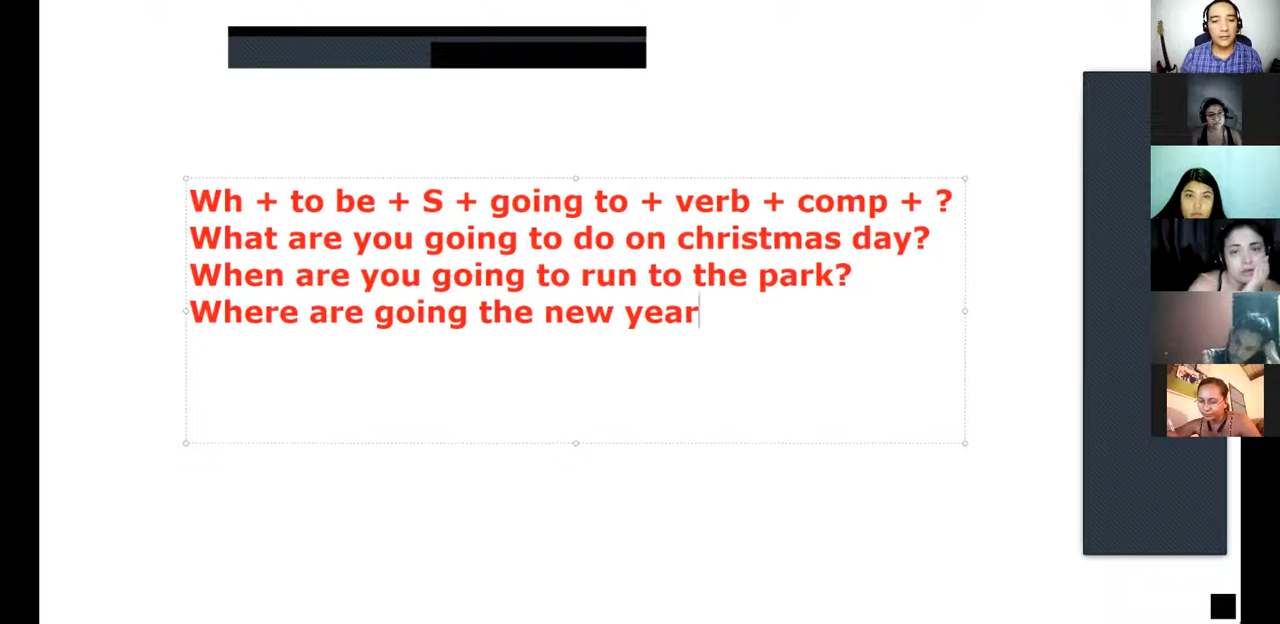 Wh + to be + S + going to + verb + comp + ?
What are you going to do on christmas day?
When are you going to run to the park?
Where are going the new year